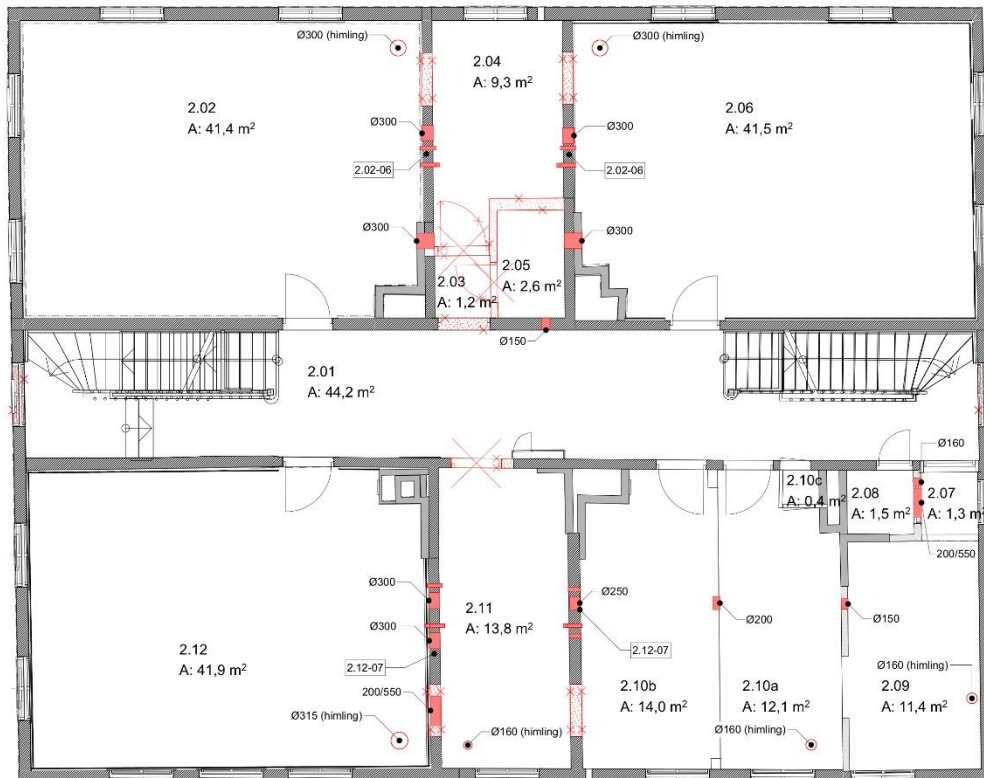 Ø300 (himling)
2.04
A: 9,3 m²
Ø300 (himling)
2.02
A: 41,4 m²
2.06
A: 41,5 m²
Ø300
Ø300
2.02-06
2.02-06
Ø300
Ø300
2.05
A: 2,6 m²
2.03
A: 1,2 m²
Ø150
2.01
A: 44,2 m²
Ø160
2.10c
A: 0,4 m²
2.08
A: 1,5 m²
2.07
A: 1,3 m²
200/550
Ø300
Ø250
Ø200
Ø150
2.11
A: 13,8 m²
Ø300
2.12
A: 41,9 m²
2.12-07
2.12-07
200/550
2.10b
A: 14,0 m²
2.10a
A: 12,1 m²
Ø160 (himling)
2.09
A: 11,4 m²
Ø315 (himling)
Ø160 (himling)
Ø160 (himling)